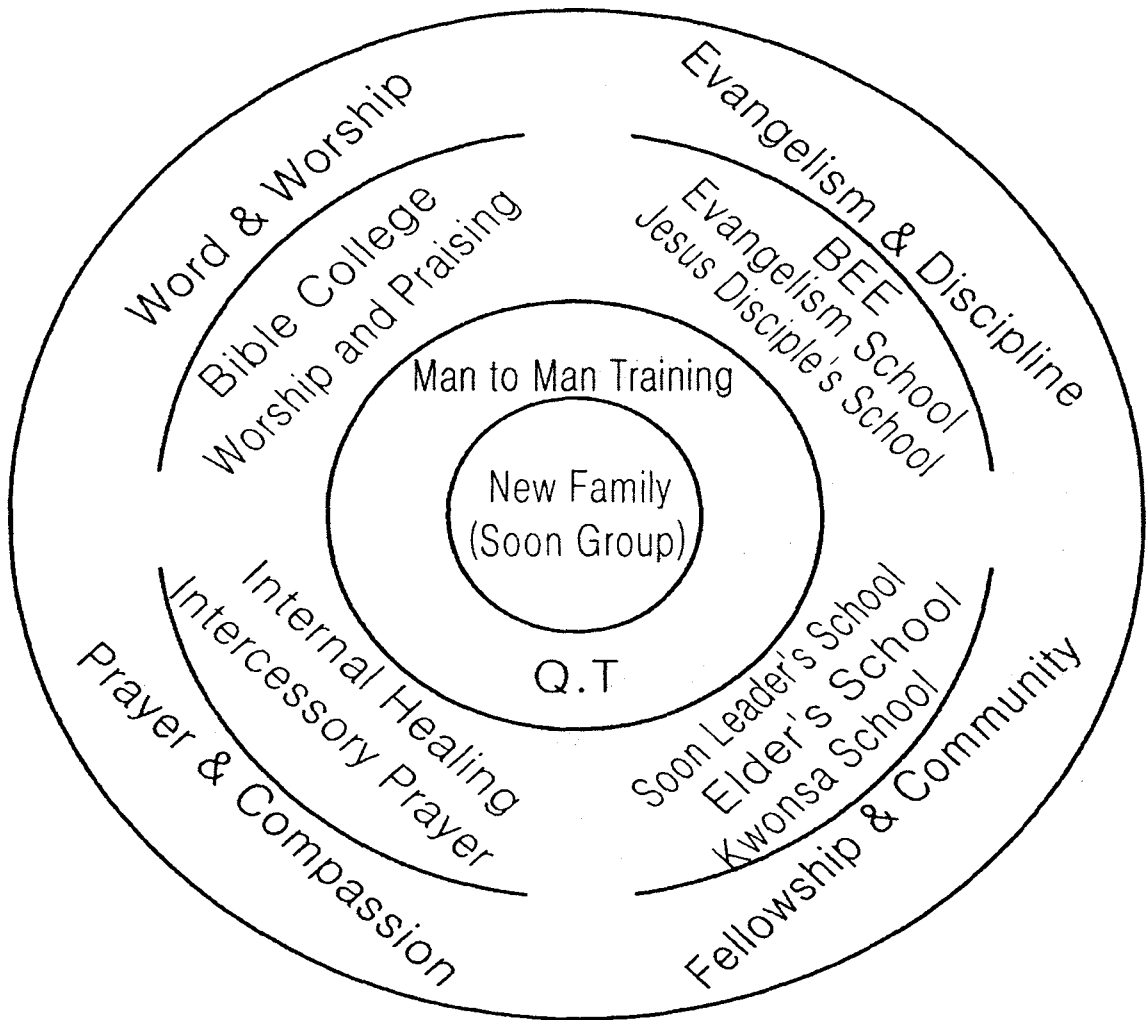 Word & Worship
Evangelism & Discipline
Bible College
Worship and Praising
BEE
Evangelism School
Jesus Disciple's School
Man to Man Training
New Family
(Soon Group)
Q.T
Internal Healing
Intercessory Prayer
Soon Leader's School
Elder's School
Kwonsa School
Prayer & Compassion
Fellowship & Community